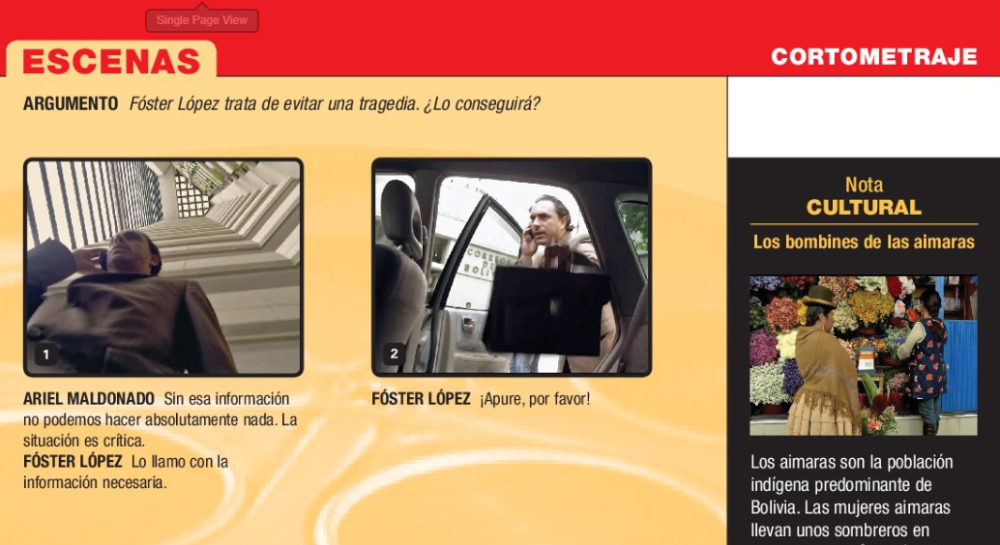 Single Page View
ESCENAS
CORTOMETRAJE
ARGUMENTO Fóster López trata de evitar una tragedia. ¿Lo conseguirá?
1
ARIEL MALDONADO Sin esa información
no podemos hacer absolutamente nada. La
situación es crítica.
FÓSTER LÓPEZ Lo llamo con la
información necesaria.
2
FÓSTER LÓPEZ ¡Apure, por favor!
Nota
CULTURAL
Los bombines de las aimaras
Los aimaras son la población
indígena predominante de
Bolivia. Las mujeres aimaras
llevan unos sombreros en